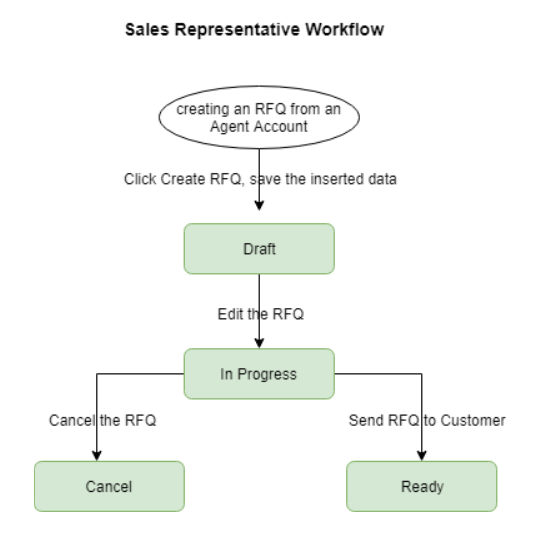 Sales Representative Workflow
creating an RFQ from an
Agent Account
Click Create RFQ, save the inserted data
Draft
Edit the RFQ
In Progress
Cancel the RFQ
Send RFQ to Customer
Cancel
Ready